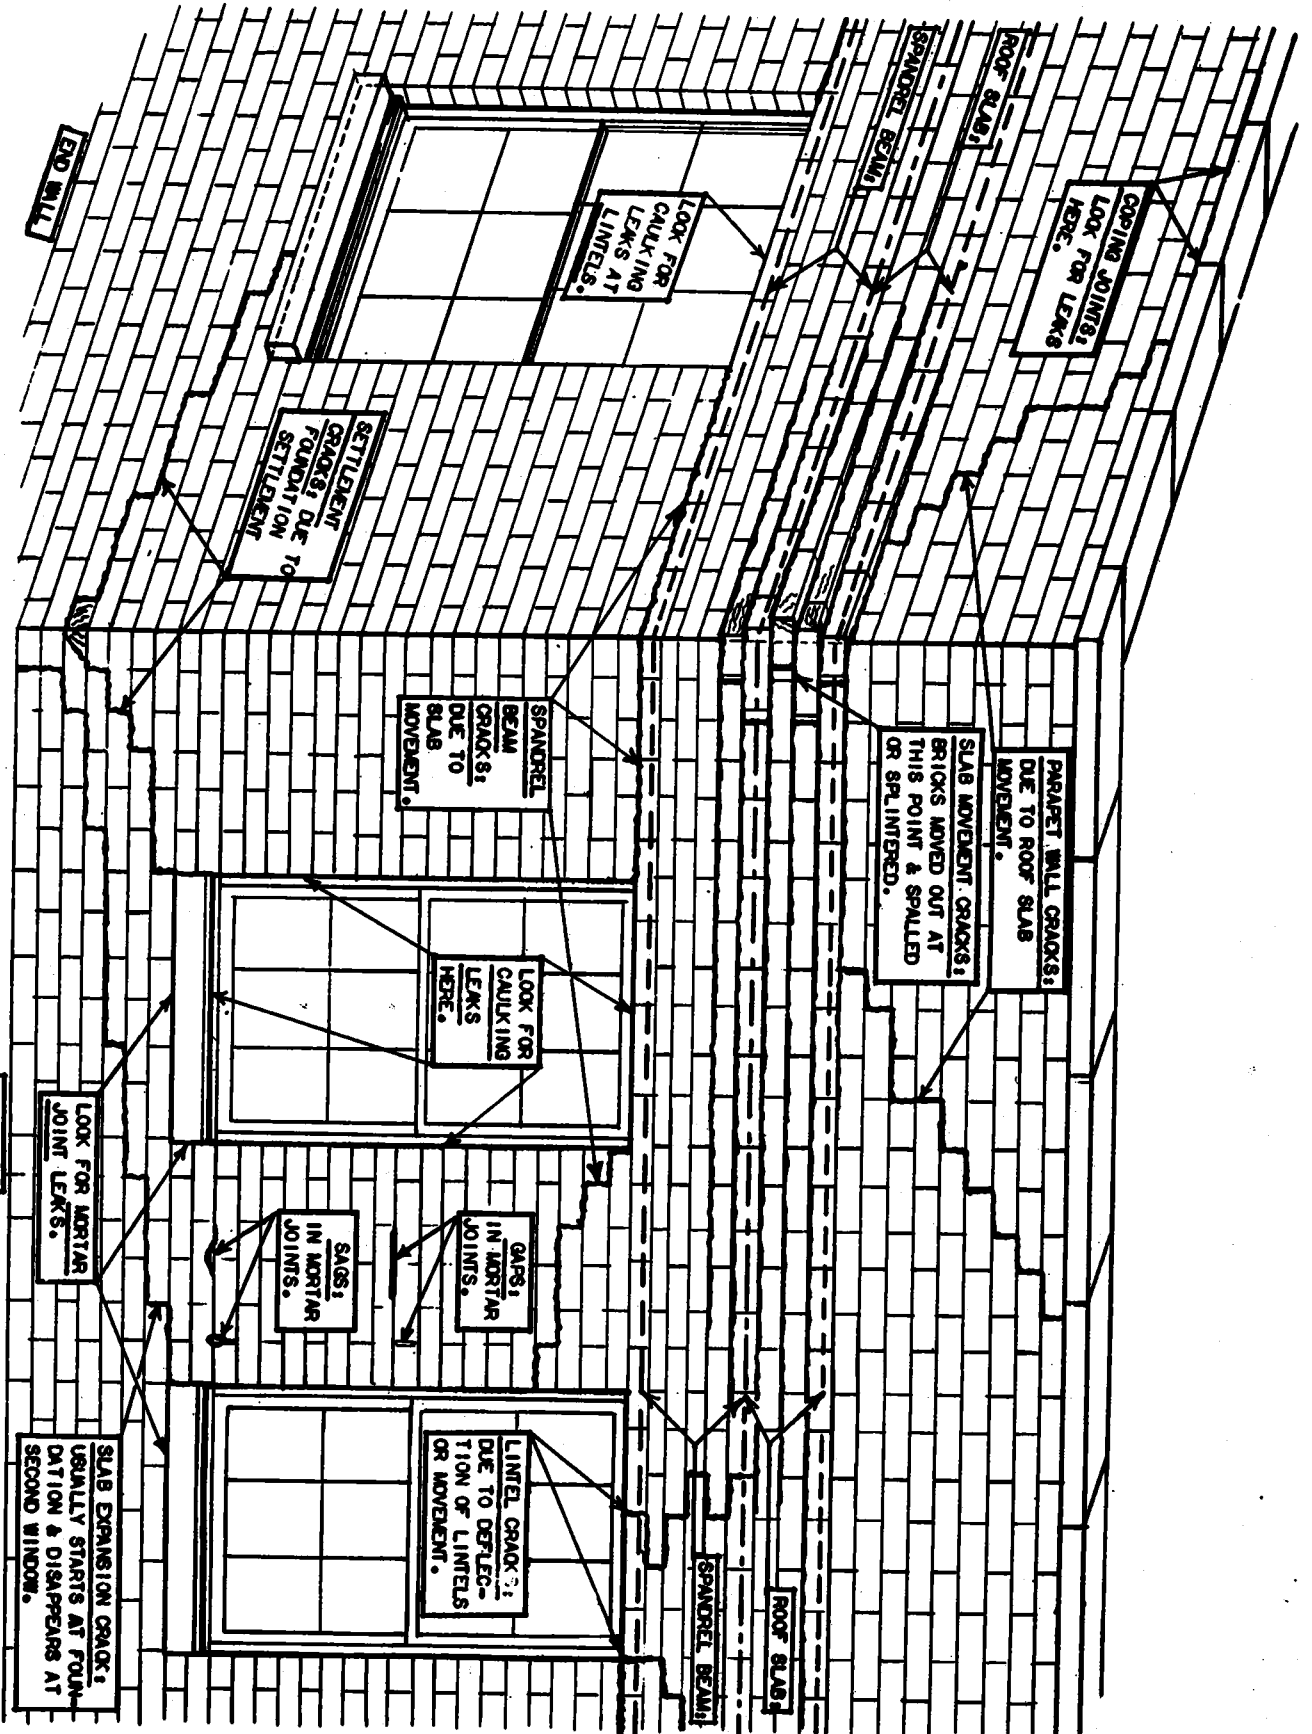 COPING JOINTS:
LOOK FOR LEAKS
HERE.
ROOF SLAB:
SPANDREL BEAM:
LOOK FOR
CAULKING
LEAKS AT
LINTELS.
SETTLEMENT
CRACKS: DUE TO
FOUNDATION
SETTLEMENT
END WALL
PARAPET WALL CRACKS:
DUE TO ROOF SLAB
MOVEMENT.
SLAB MOVEMENT CRACKS:
BRICKS MOVED OUT AT
THIS POINT & SPALLED
OR SPLINTERED.
SPANDREL
BEAM
CRACKS:
DUE TO
SLAB
MOVEMENT.
LOOK FOR
CAULKING
LEAKS
HERE.
GAPS:
IN MORTAR
JOINTS.
SAGS:
IN MORTAR
JOINTS.
LOOK FOR MORTAR
JOINT LEAKS.
ROOF SLAB:
SPANDREL BEAM:
LINTEL CRACK:
DUE TO DEFLEC-
TION OF LINTELS
OR MOVEMENT.
SLAB EXPANSION CRACK:
USUALLY STARTS AT FOUN-
DATION & DISAPPEARS AT
SECOND WINDOW.